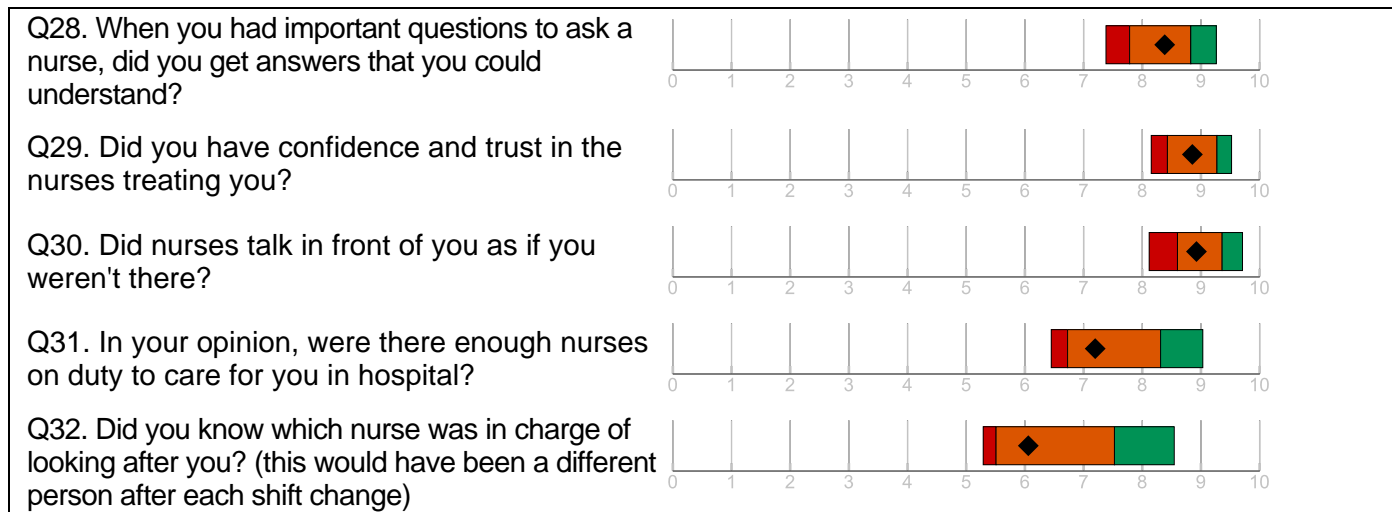 Q28. When you had important questions to ask a
nurse, did you get answers that you could
understand?
0 1 2 3 4 5 6 7 8 9 10
Q29. Did you have confidence and trust in the
nurses treating you?
0 1 2 3 4 5 6 7 8 9 10
Q30. Did nurses talk in front of you as if you
weren't there?
0 1 2 3 4 5 6 7 8 9 10
Q31. In your opinion, were there enough nurses
on duty to care for you in hospital?
0 1 2 3 4 5 6 7 8 9 10
Q32. Did you know which nurse was in charge of
looking after you? (this would have been a different
person after each shift change)
0 1 2 3 4 5 6 7 8 9 10